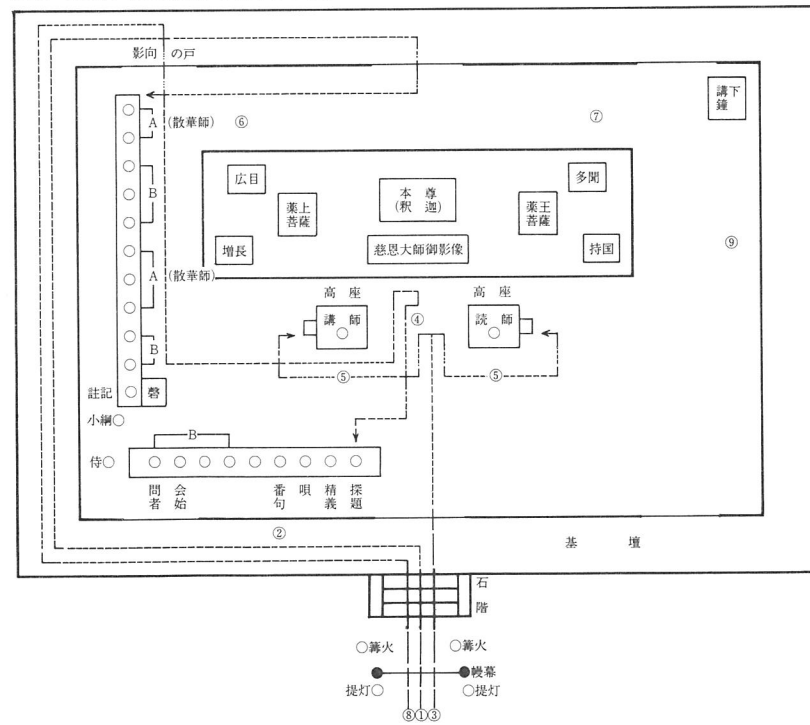 影向の戸
講下
鐘
A(散華師)
⑥
⑦
B
広目
薬上
菩薩
本尊
(釈迦)
薬王
菩薩
多聞
増長
慈恩大師御影像
持国
⑨
A
(散華師)
高座
講師
④
高座
読師
B
⑤
⑤
註記
磬
小綱○
B
侍○
問者
会始
番句
唄
精義
探題
②
基壇
石階
○篝火
○篝火
幔幕
提灯○
○提灯
⑧①③